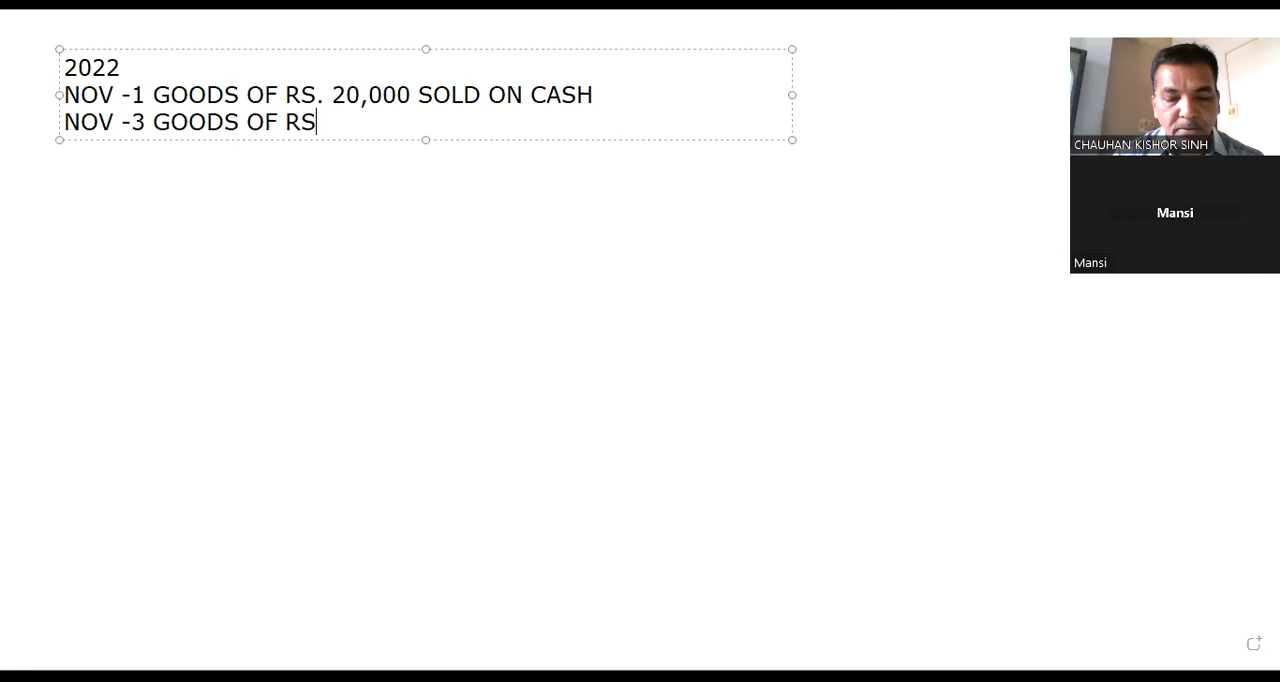 2022
NOV -1 GOODS OF RS. 20,000 SOLD ON CASH
NOV -3 GOODS OF RS
CHAUHAN KISHOR SINH
Mansi
Mansi